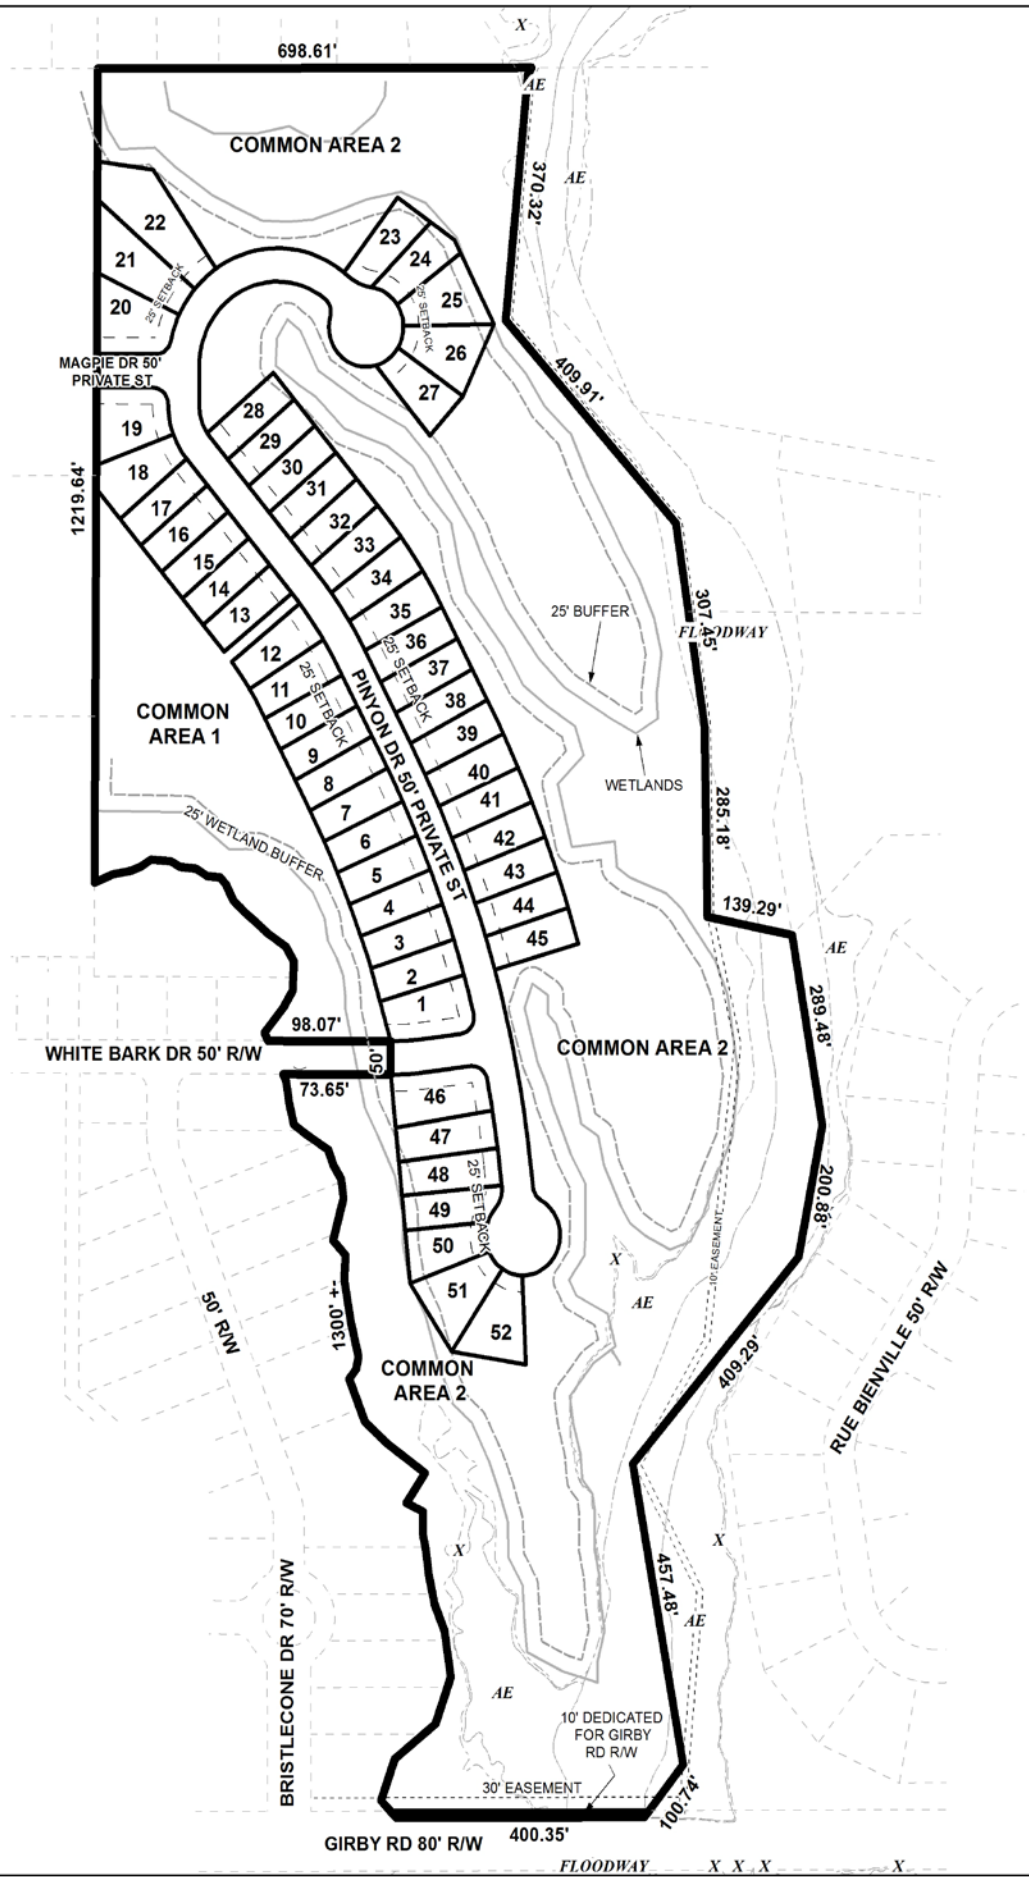 X
698.61'
AE
COMMON AREA 2
370.32'
AE
22
23
24
21
25
20
25' SETBACK
25' SETBACK
26
27
MAGPIE DR 50'
PRIVATE ST
409.91'
28
19
29
18
30
31
1219.64'
17
32
16
33
15
34
14
35
13
25' BUFFER
307.45'
FLOODWAY
36
12
37
25' SETBACK
11
25' SETBACK
38
PINYON DR 50' PRIVATE ST
COMMON
AREA 1
10
39
9
40
8
WETLANDS
41
7
285.18'
42
6
25' WETLAND BUFFER
43
5
44
4
139.29'
45
3
AE
2
1
289.48'
98.07'
WHITE BARK DR 50' R/W
50'
COMMON AREA 2
73.65'
46
47
48
25' SETBACK
49
200.88'
50
10' EASEMENT
X
51
AE
52
1300' +-
50' R/W
COMMON
AREA 2
409.29'
RUE BIENVILLE 50' R/W
X
X
457.48'
AE
BRISTLECONE DR 70' R/W
AE
10' DEDICATED
FOR GIRBY
RD R/W
30' EASEMENT
100.74'
400.35'
GIRBY RD 80' R/W
FLOODWAY
X X X
X